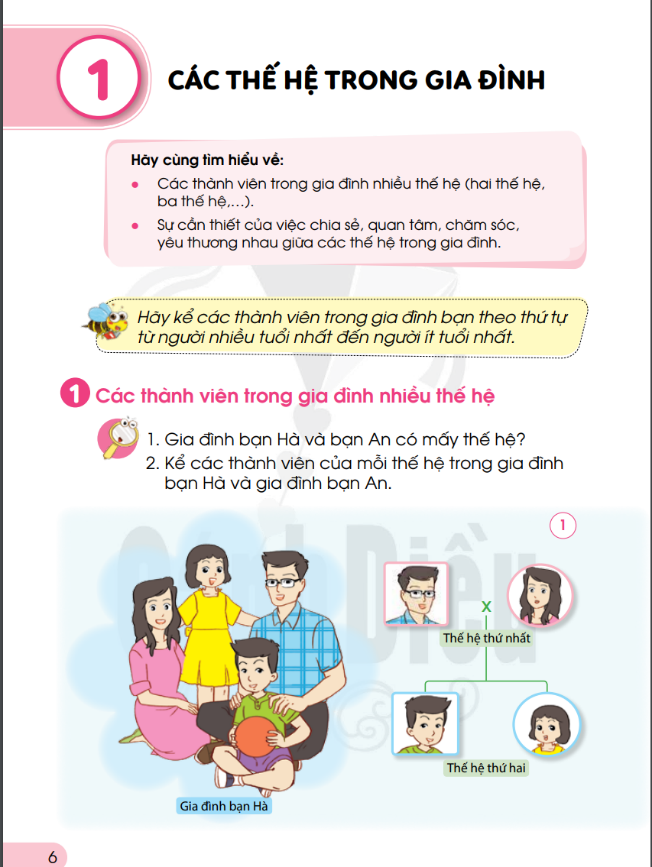 1
CÁC THẾ HỆ TRONG GIA ĐÌNH
Hãy cùng tìm hiểu về:
• Các thành viên trong gia đình nhiều thế hệ (hai thế hệ,
ba thế hệ,...).
• Sự cần thiết của việc chia sẻ, quan tâm, chăm sóc,
yêu thương nhau giữa các thế hệ trong gia đình.
Hãy kể các thành viên trong gia đình bạn theo thứ tự
từ người nhiều tuổi nhất đến người ít tuổi nhất.
1 Các thành viên trong gia đình nhiều thế hệ
1. Gia đình bạn Hà và bạn An có mấy thế hệ?
2. Kể các thành viên của mỗi thế hệ trong gia đình
bạn Hà và gia đình bạn An.
Cánh Diều
1
x
Thế hệ thứ nhất
Thế hệ thứ hai
Gia đình bạn Hà
6